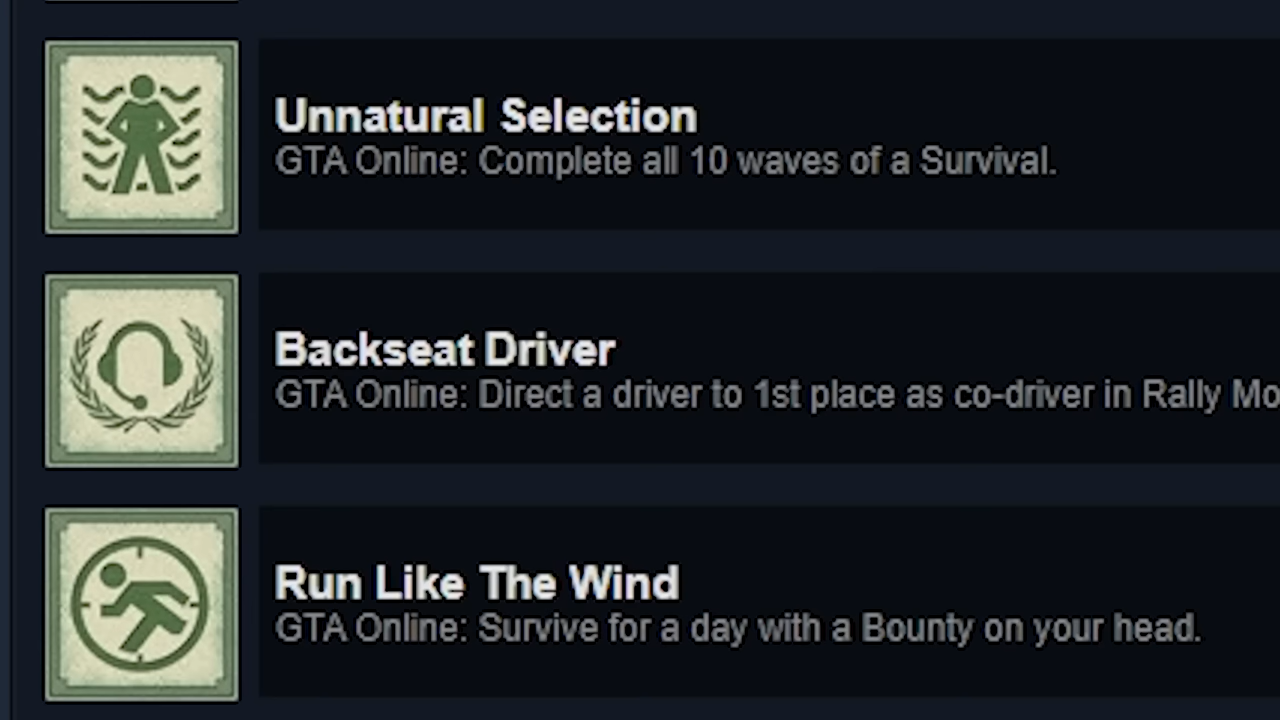 Unnatural Selection
GTA Online: Complete all 10 waves of a Survival.
Backseat Driver
GTA Online: Direct a driver to 1st place as co-driver in Rally Mo
Run Like The Wind
GTA Online: Survive for a day with a Bounty on your head.